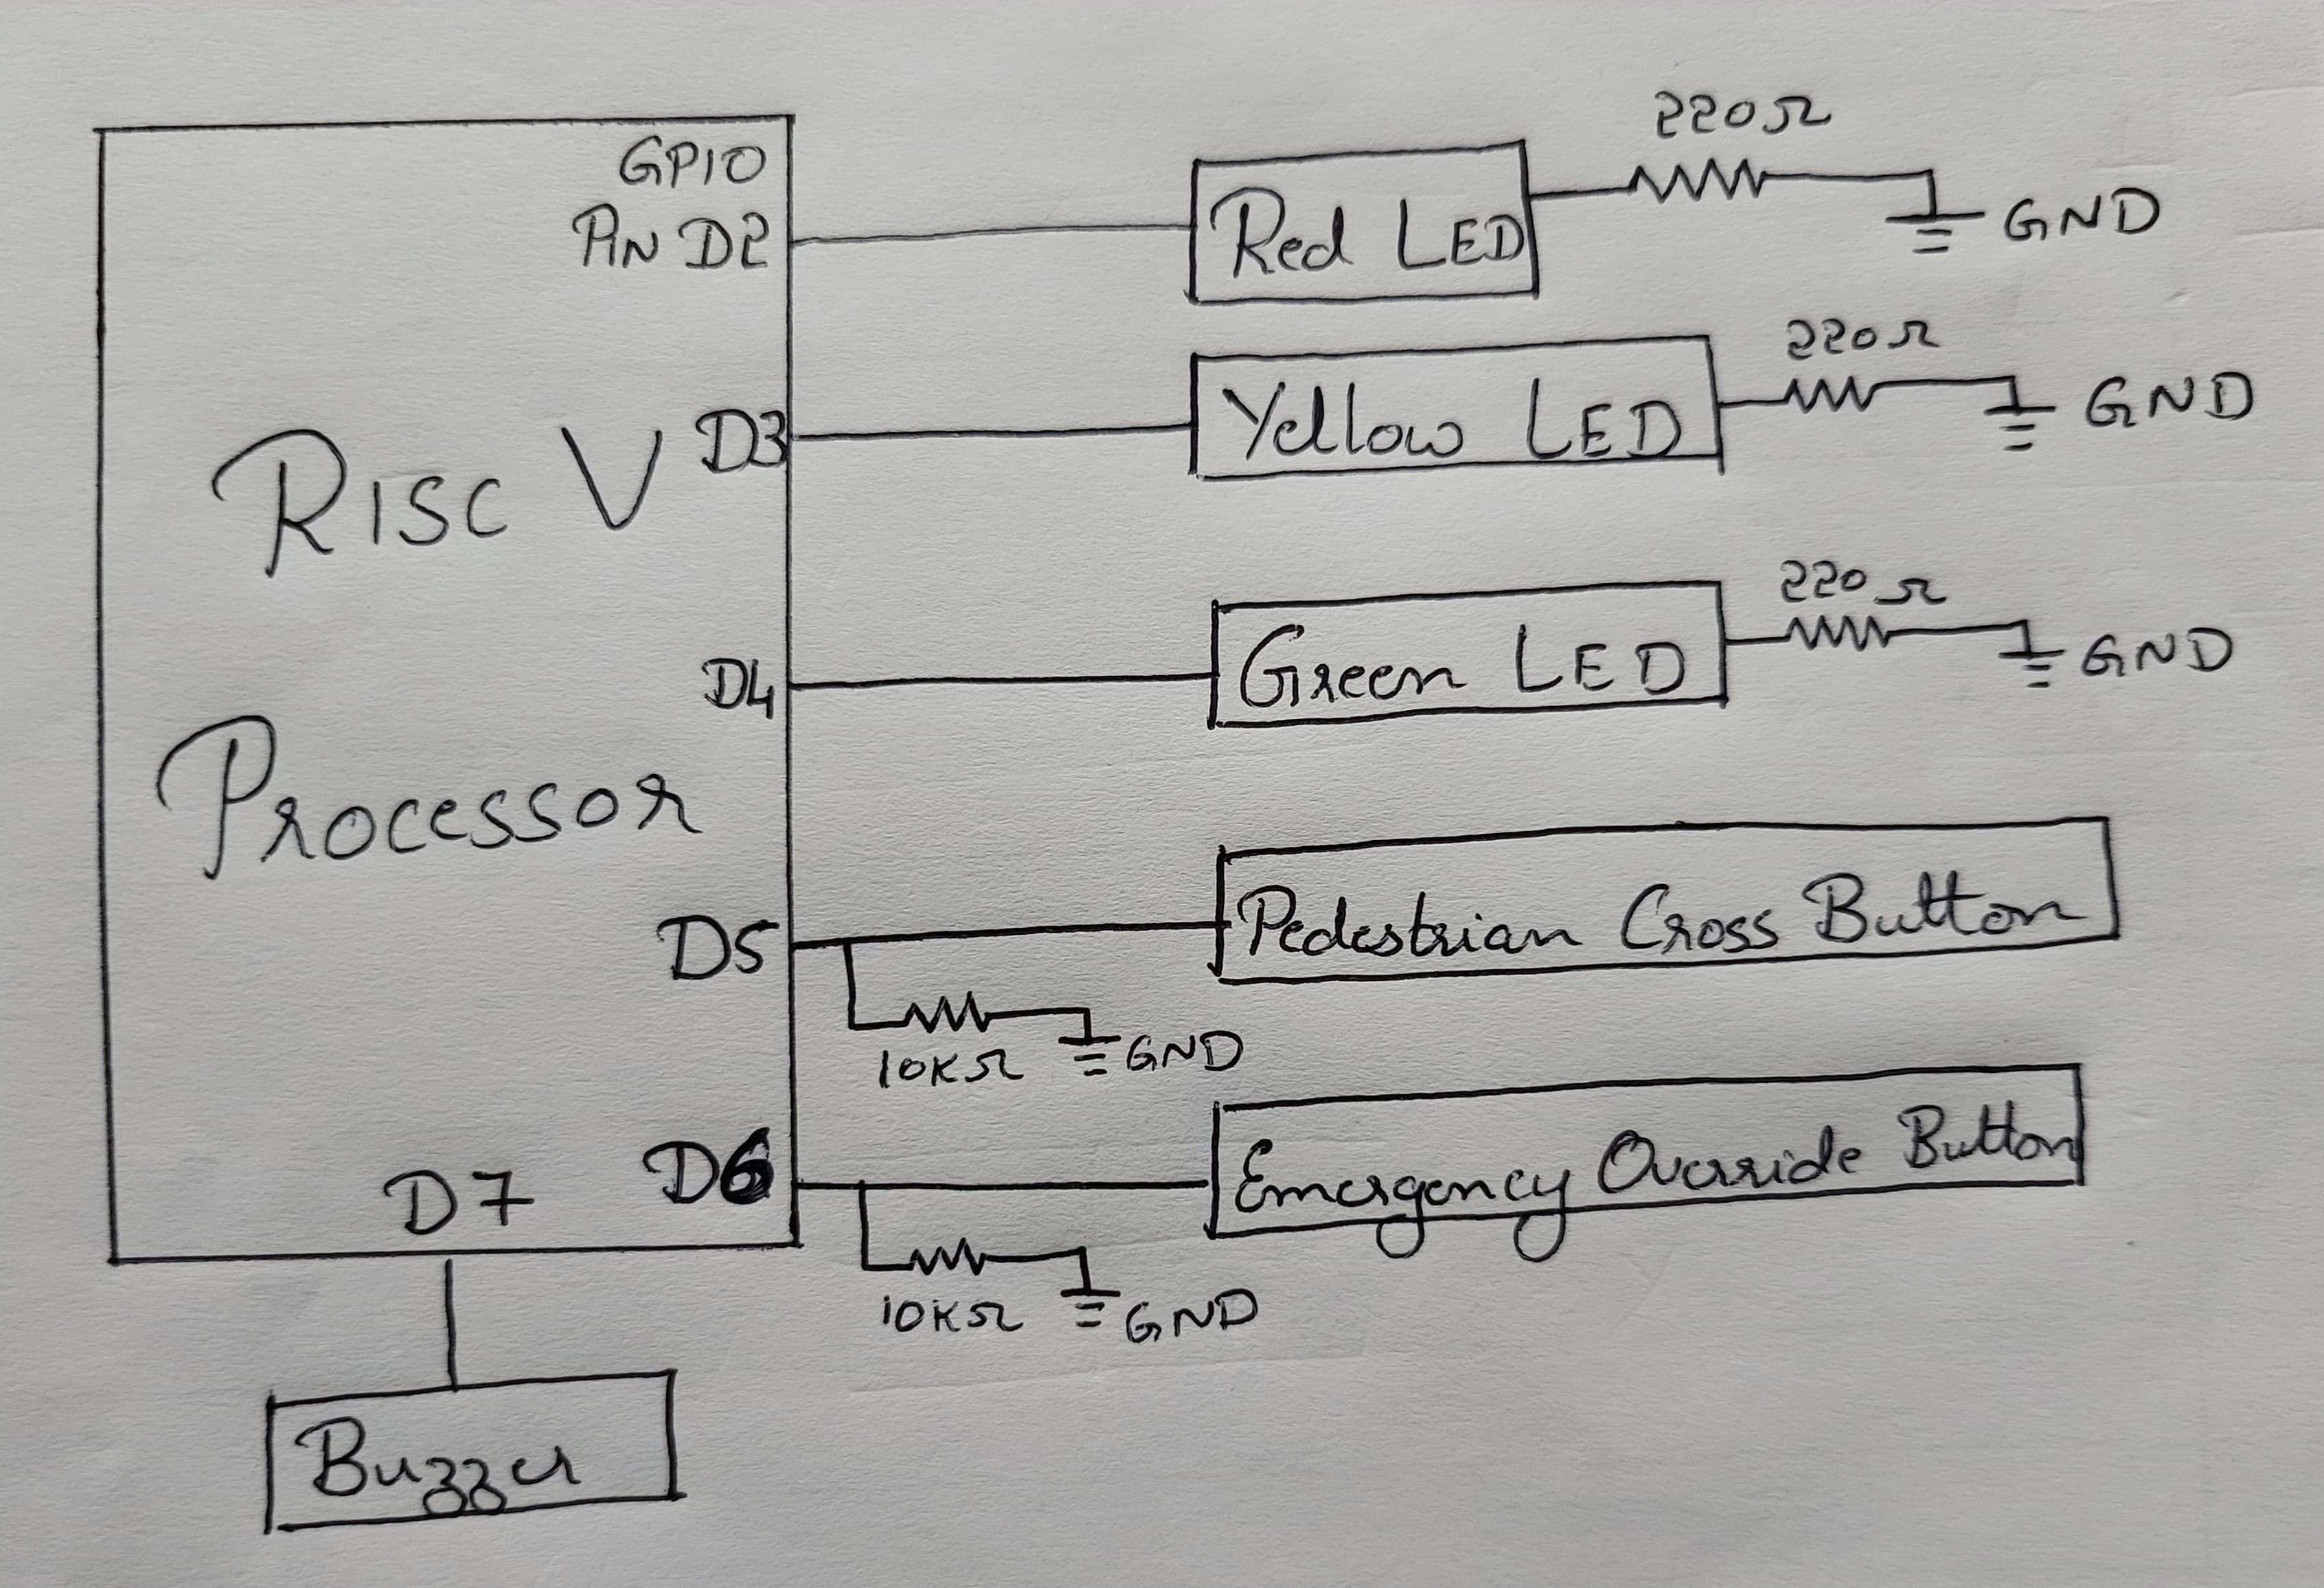 GPIO
PIN D2
Red LED
220Ω
GND
D3
Yellow LED
220Ω
GND
RISC V
D4
Green LED
220Ω
GND
Processor
D5
Pedestrian Cross Button
10KΩ
GND
D6
Emergency Override Button
10KΩ
GND
D7
Buzzer